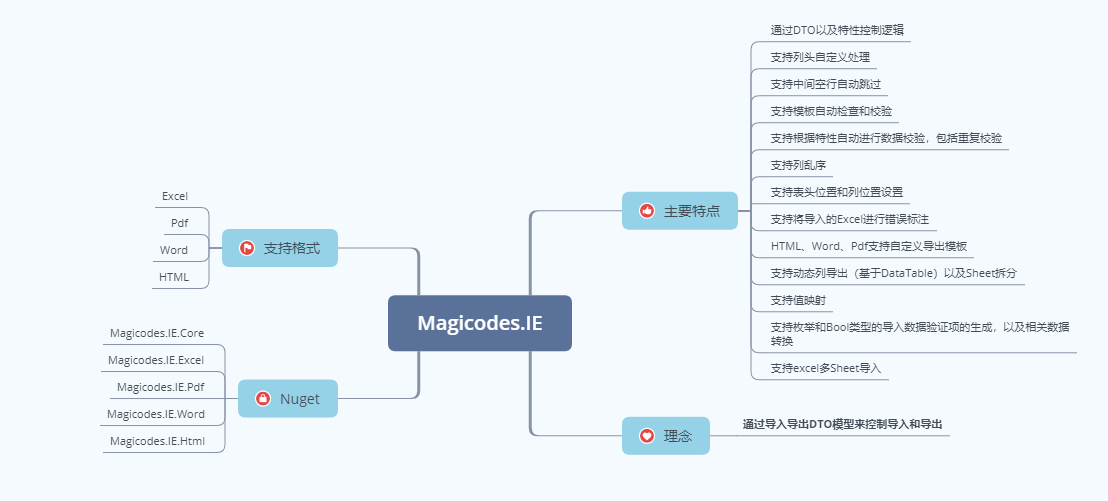 Magicodes.IE
主要特点
通过DTO以及特性控制逻辑
支持列头自定义处理
支持中间空行自动跳过
支持模板自动检查和校验
支持根据特性自动进行数据校验，包括重复校验
支持列乱序
支持表头位置和列位置设置
支持将导入的Excel进行错误标注
HTML、Word、Pdf支持自定义导出模板
支持动态列导出（基于DataTable）以及Sheet拆分
支持值映射
支持枚举和Bool类型的导入数据验证项的生成，以及相关数据
转换
支持excel多Sheet导入
理念
通过导入导出DTO模型来控制导入和导出
支持格式
Excel
Pdf
Word
HTML
Nuget
Magicodes.IE.Core
Magicodes.IE.Excel
Magicodes.IE.Pdf
Magicodes.IE.Word
Magicodes.IE.Html